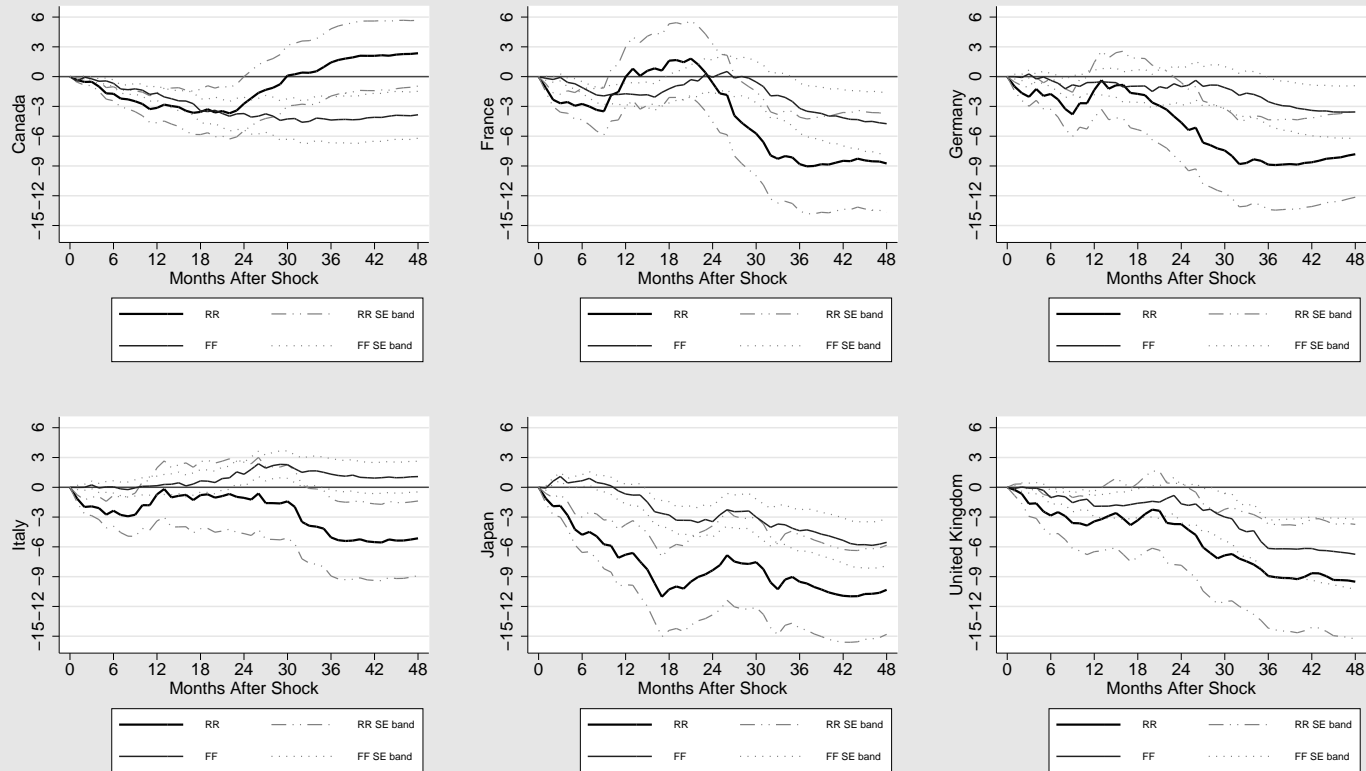 Canada
6
3
0
−3
−6
−9
−12
−15
0 6 12 18 24 30 36 42 48
Months After Shock
RR RR SE band
FF FF SE band
France
6
3
0
−3
−6
−9
−12
−15
0 6 12 18 24 30 36 42 48
Months After Shock
RR RR SE band
FF FF SE band
Germany
6
3
0
−3
−6
−9
−12
−15
0 6 12 18 24 30 36 42 48
Months After Shock
RR RR SE band
FF FF SE band
Italy
6
3
0
−3
−6
−9
−12
−15
0 6 12 18 24 30 36 42 48
Months After Shock
RR RR SE band
FF FF SE band
Japan
6
3
0
−3
−6
−9
−12
−15
0 6 12 18 24 30 36 42 48
Months After Shock
RR RR SE band
FF FF SE band
United Kingdom
6
3
0
−3
−6
−9
−12
−15
0 6 12 18 24 30 36 42 48
Months After Shock
RR RR SE band
FF FF SE band